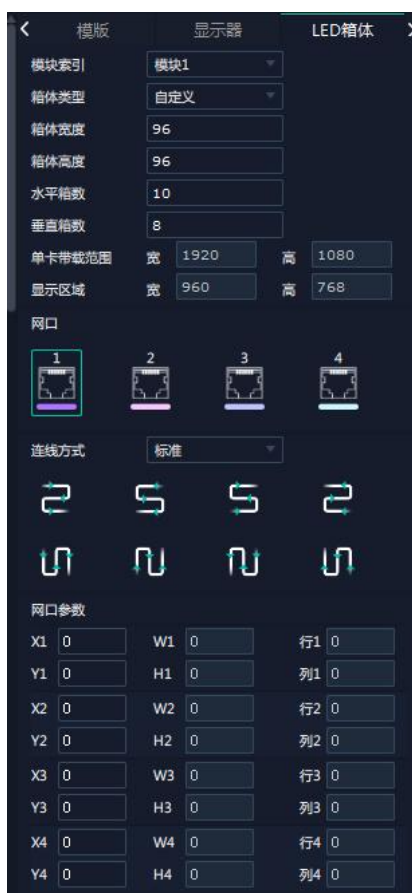 模版 显示器 LED箱体
模块索引 模块1
箱体类型 自定义
箱体宽度 96
箱体高度 96
水平箱数 10
垂直箱数 8
单卡带载范围 宽 1920 高 1080
显示区域 宽 960 高 768
网口
1 2 3 4
连线方式 标准
网口参数
X1 0 W1 0 行1 0
Y1 0 H1 0 列1 0
X2 0 W2 0 行2 0
Y2 0 H2 0 列2 0
X3 0 W3 0 行3 0
Y3 0 H3 0 列3 0
X4 0 W4 0 行4 0
Y4 0 H4 0 列4 0